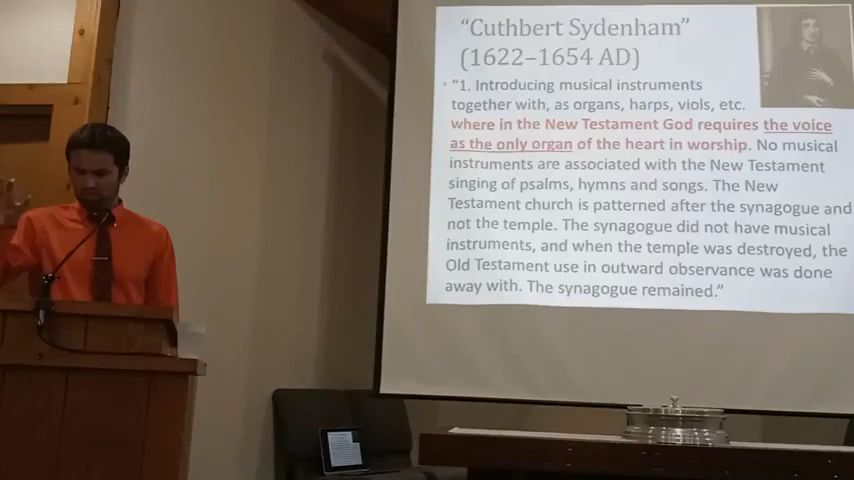 “Cuthbert Sydenham”
(1622–1654 AD)
“1. Introducing musical instruments
together with, as organs, harps, viols, etc.
where in the New Testament God requires the voice
as the only organ of the heart in worship. No musical
instruments are associated with the New Testament
singing of psalms, hymns and songs. The New
Testament church is patterned after the synagogue and
not the temple. The synagogue did not have musical
instruments, and when the temple was destroyed, the
Old Testament use in outward observance was done
away with. The synagogue remained.”